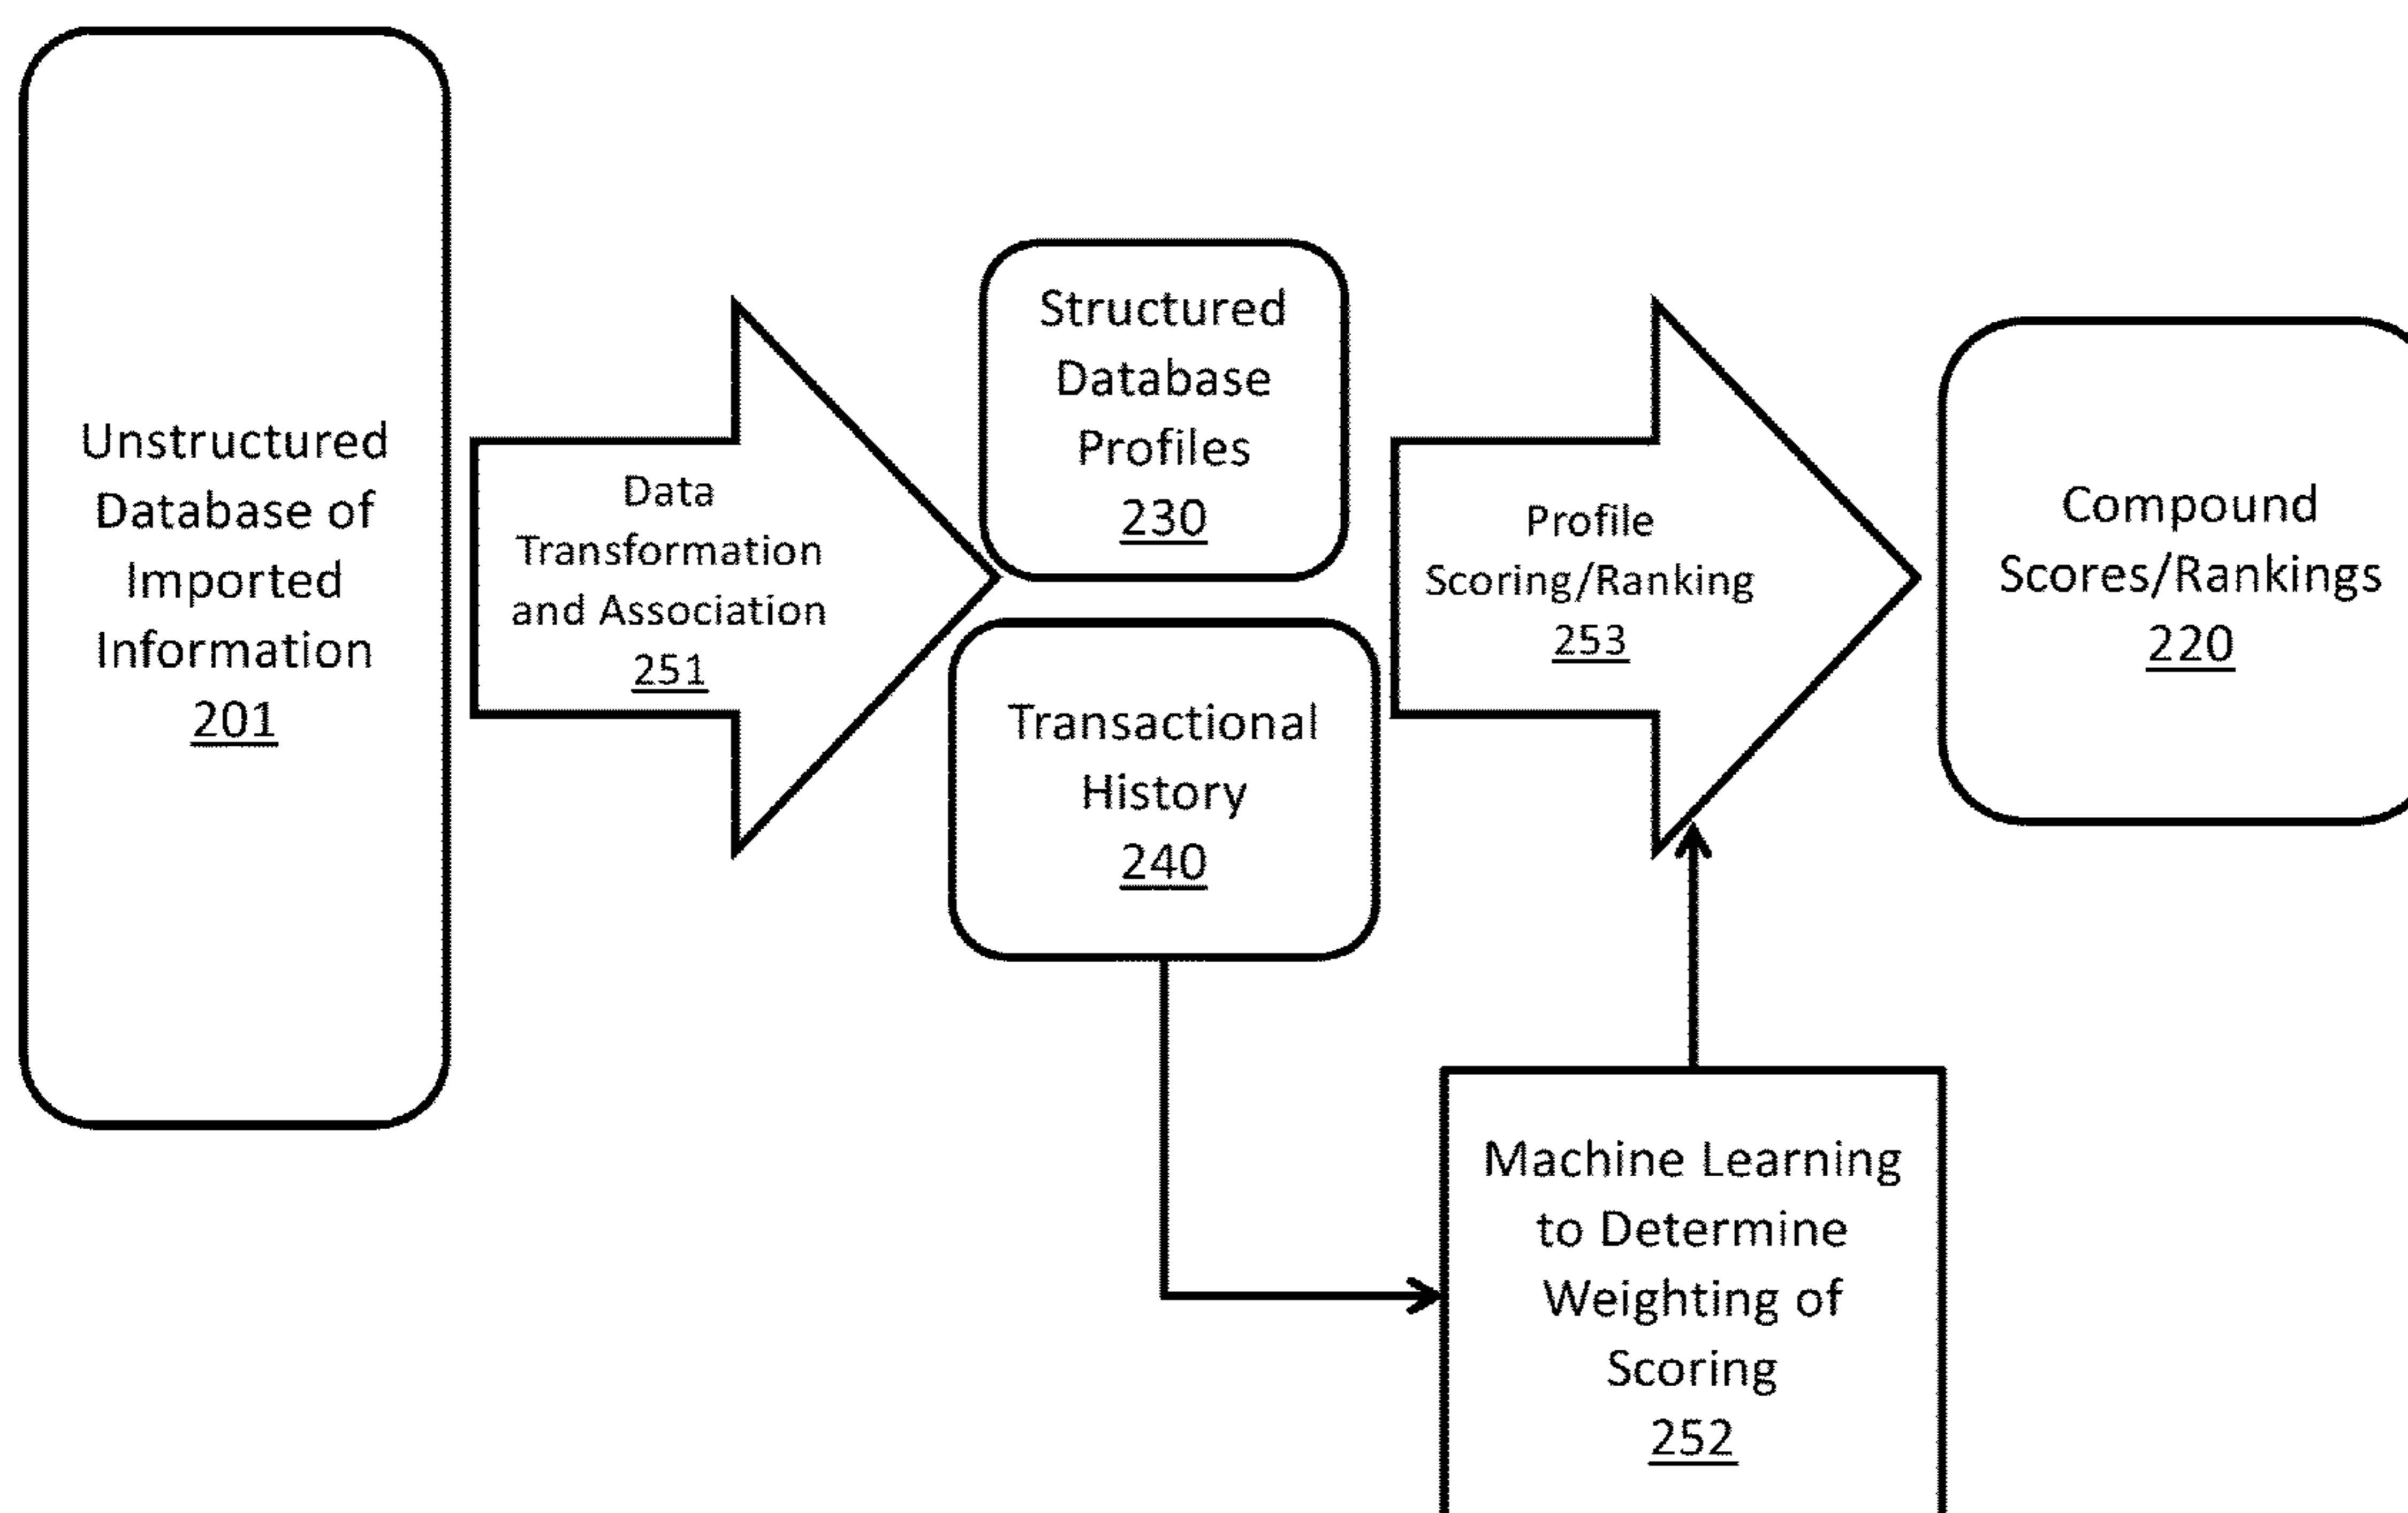 Unstructured
Database of
Imported
Information
201
Data
Transformation
and Association
251
Structured
Database
Profiles
230
Transactional
History
240
Profile
Scoring/Ranking
253
Compound
Scores/Rankings
220
Machine Learning
to Determine
Weighting of
Scoring
252